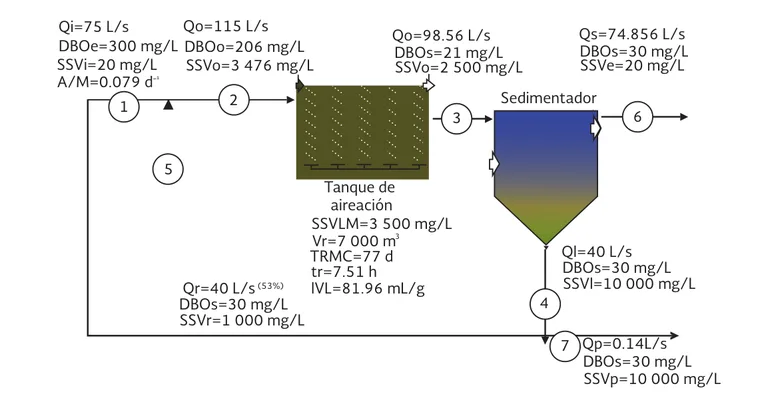 Qi=75 L/s
DBOe=300 mg/L
SSVi=20 mg/L
A/M=0.079 d⁻¹
1
Qo=115 L/s
DBOo=206 mg/L
SSVo=3 476 mg/L
2
5
Tanque de
aireación
SSVLM=3 500 mg/L
Vr=7 000 m³
TRMC=77 d
tr=7.51 h
IVL=81.96 mL/g
Qo=98.56 L/s
DBOs=21 mg/L
SSVo=2 500 mg/L
3
Sedimentador
Qs=74.856 L/s
DBOs=30 mg/L
SSVe=20 mg/L
6
Ql=40 L/s
DBOs=30 mg/L
SSVl=10 000 mg/L
4
Qr=40 L/s (53%)
DBOs=30 mg/L
SSVr=1 000 mg/L
7
Qp=0.14L/s
DBOs=30 mg/L
SSVp=10 000 mg/L